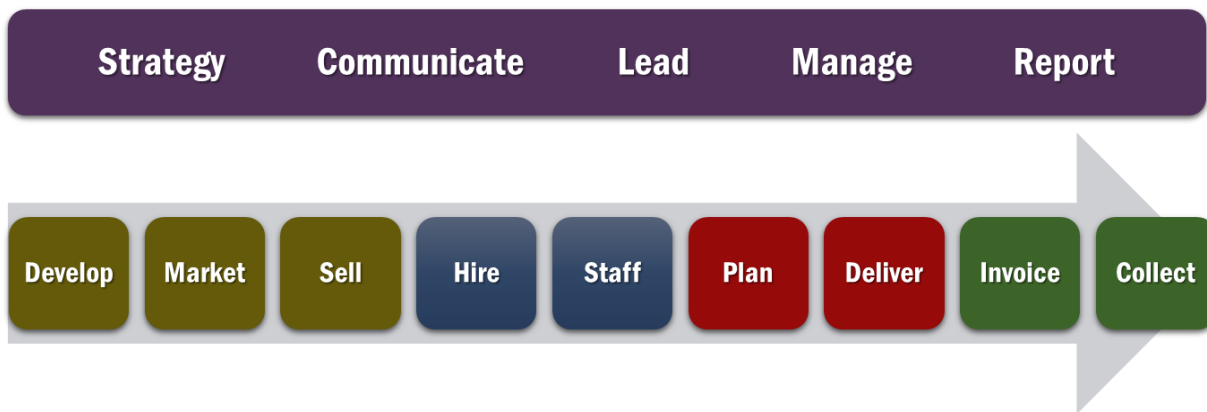 Strategy Communicate Lead Manage Report
Develop Market Sell Hire Staff Plan Deliver Invoice Collect